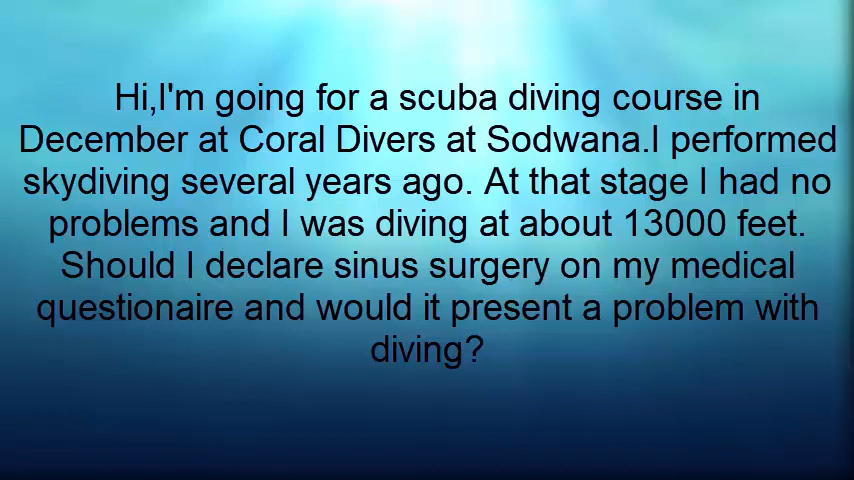 Hi,I'm going for a scuba diving course in
December at Coral Divers at Sodwana.I performed
skydiving several years ago. At that stage I had no
problems and I was diving at about 13000 feet.
Should I declare sinus surgery on my medical
questionaire and would it present a problem with
diving?